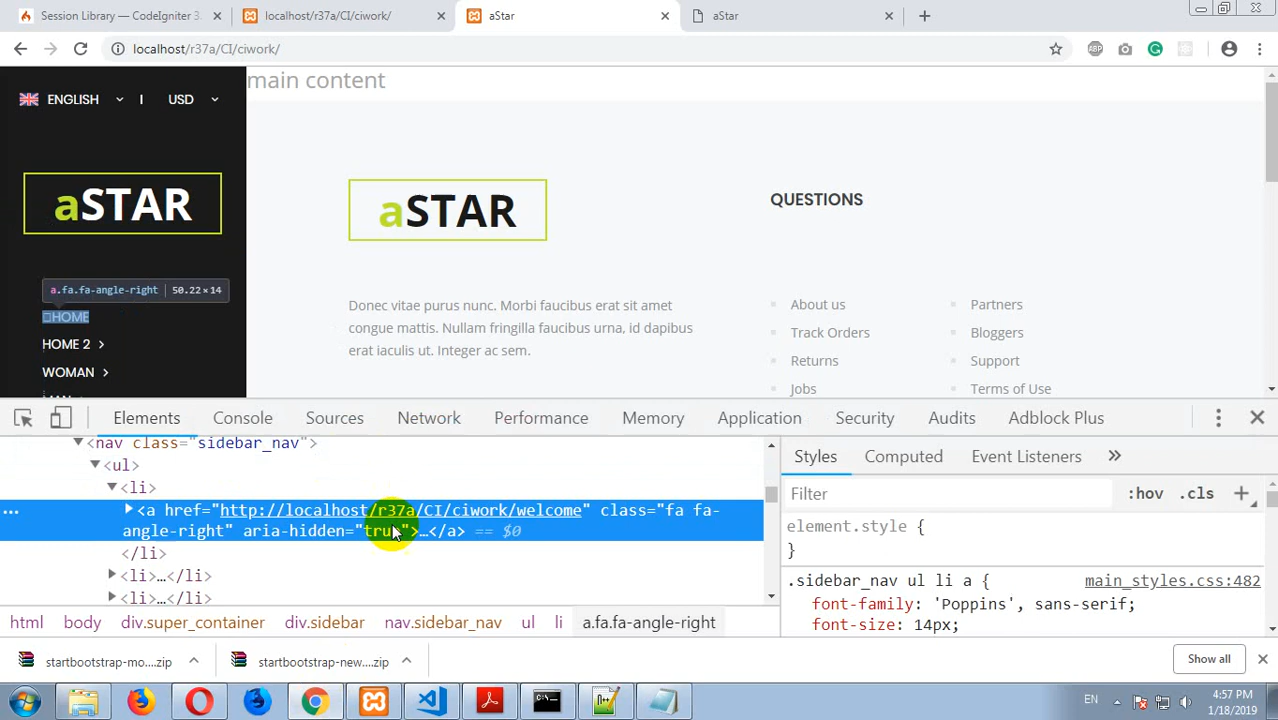 Session Library — CodeIgniter 3. × localhost/r37a/CI/ciwork/ × aStar × aStar × +
localhost/r37a/CI/ciwork/
ENGLISH | USD
main content
aSTAR
aSTAR
QUESTIONS
a.fa.fa-angle-right | 50.22 × 14
HOME
HOME 2 >
WOMAN >
Donec vitae purus nunc. Morbi faucibus erat sit amet
congue mattis. Nullam fringilla faucibus urna, id dapibus
erat iaculis ut. Integer ac sem.
About us Partners
Track Orders Bloggers
Returns Support
Jobs Terms of Use
Elements Console Sources Network Performance Memory Application Security Audits Adblock Plus
<nav class="sidebar_nav">
<ul>
<li>
<a href="http://localhost/r37a/CI/ciwork/welcome" class="fa fa-
angle-right" aria-hidden="true">…</a> == $0
</li>
<li>…</li>
<li>…</li>
html body div.super_container div.sidebar nav.sidebar_nav ul li a.fa.fa-angle-right
Styles Computed Event Listeners »
Filter :hov .cls +
element.style {
}
.sidebar_nav ul li a { main_styles.css:482
font-family: 'Poppins', sans-serif;
font-size: 14px;
startbootstrap-mo....zip startbootstrap-new....zip Show all
EN 4:57 PM
1/18/2019